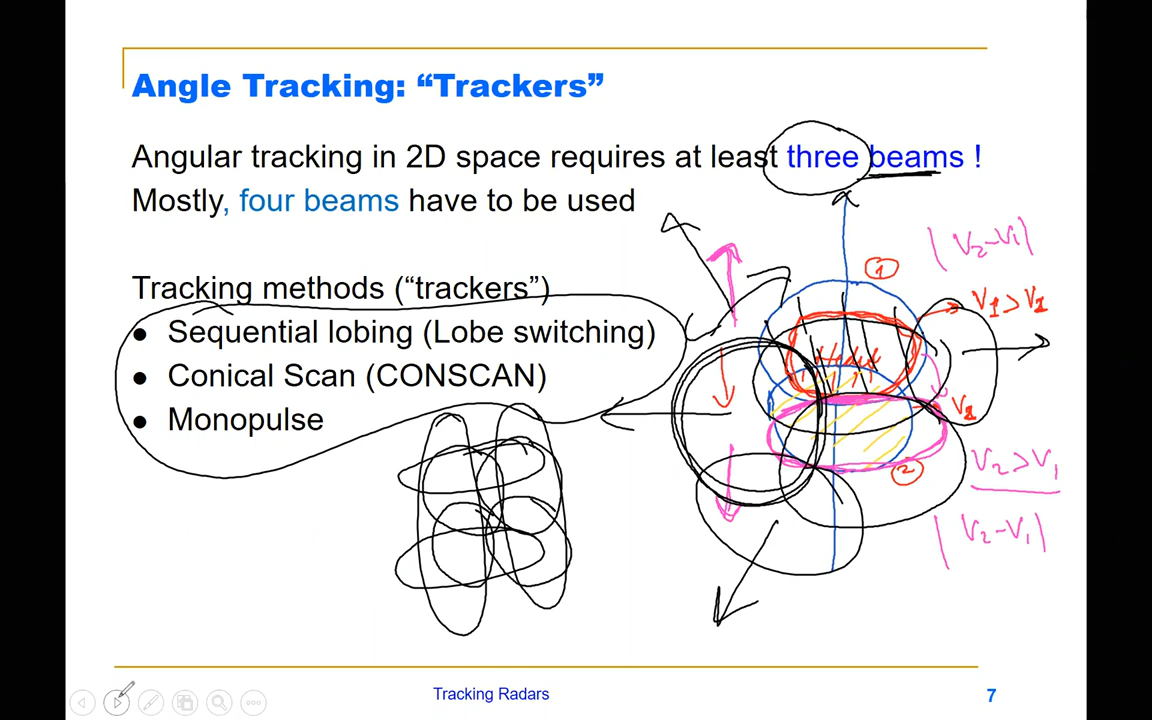 Angle Tracking: “Trackers”
Angular tracking in 2D space requires at least three beams !
Mostly, four beams have to be used
Tracking methods (“trackers”)
● Sequential lobing (Lobe switching)
● Conical Scan (CONSCAN)
● Monopulse
|V2-V1|
1
V1>V2
V2
2
V2>V1
|V2-V1|
Tracking Radars
7